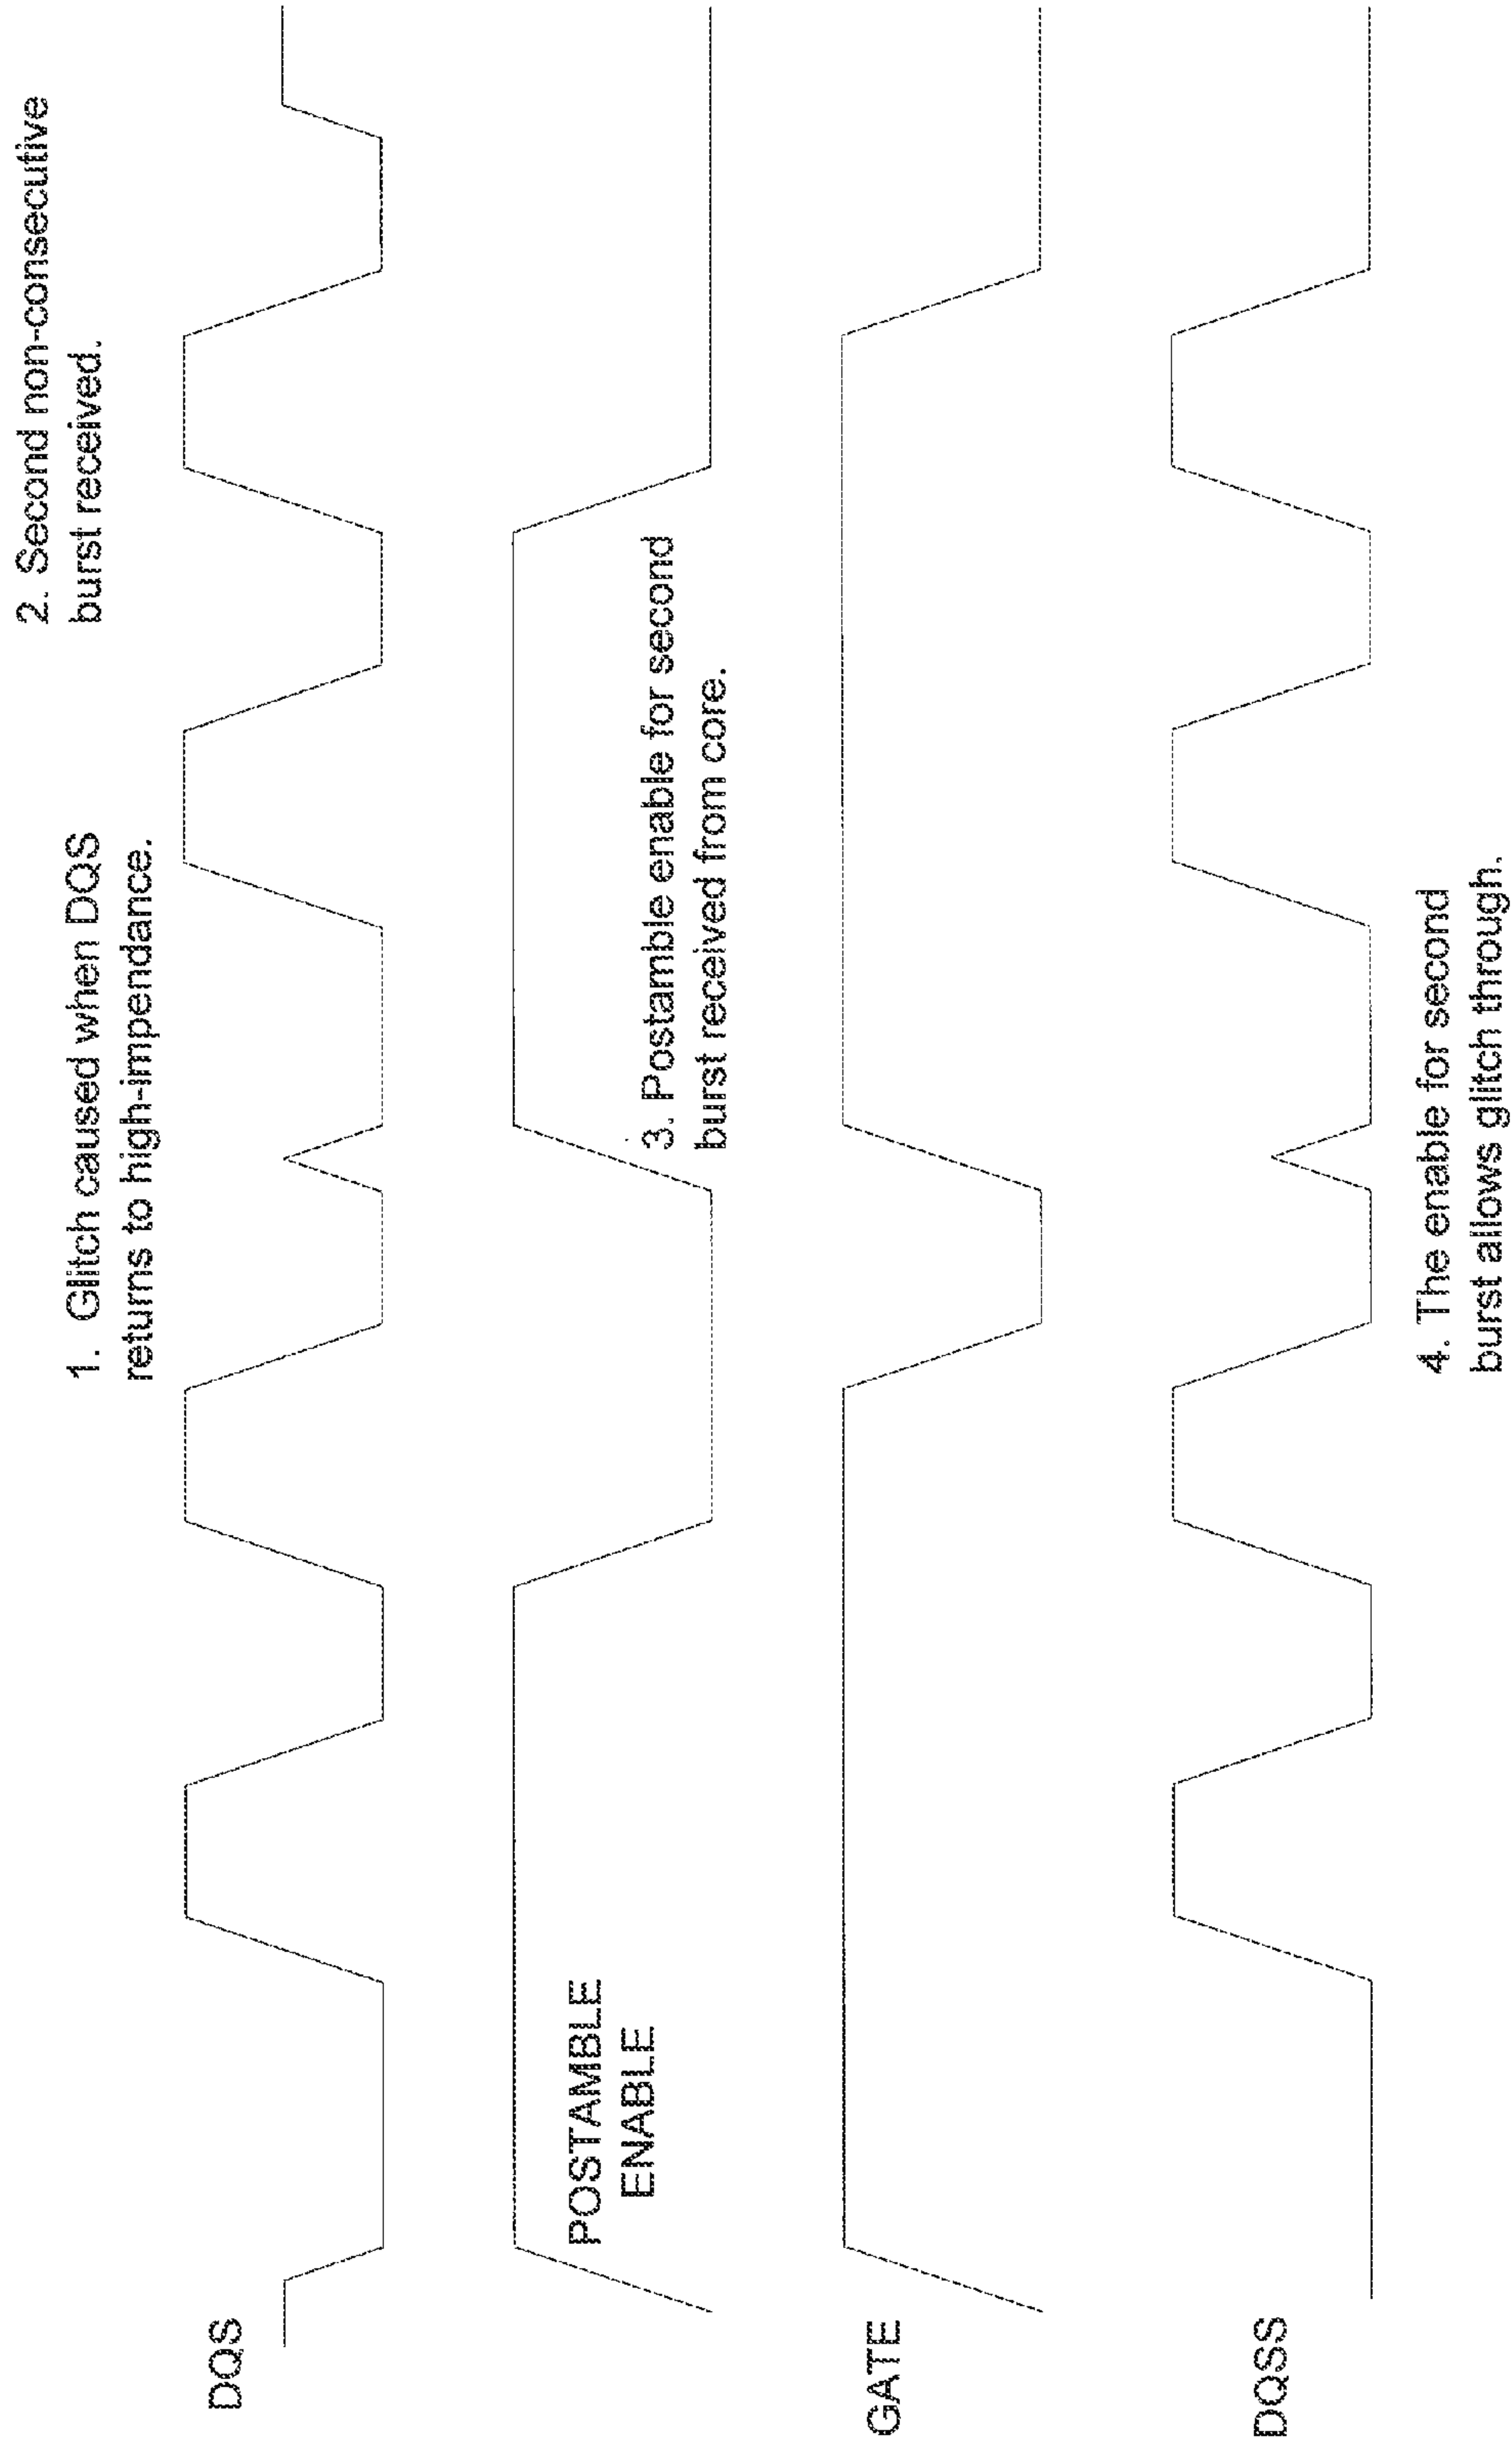 2. Second non-consecutive
burst received.
1. Glitch caused when DQS
returns to high-impendance.
DQS
3. Postamble enable for second
burst received from core.
POSTAMBLE
ENABLE
GATE
DQSS
4. The enable for second
burst allows glitch through.